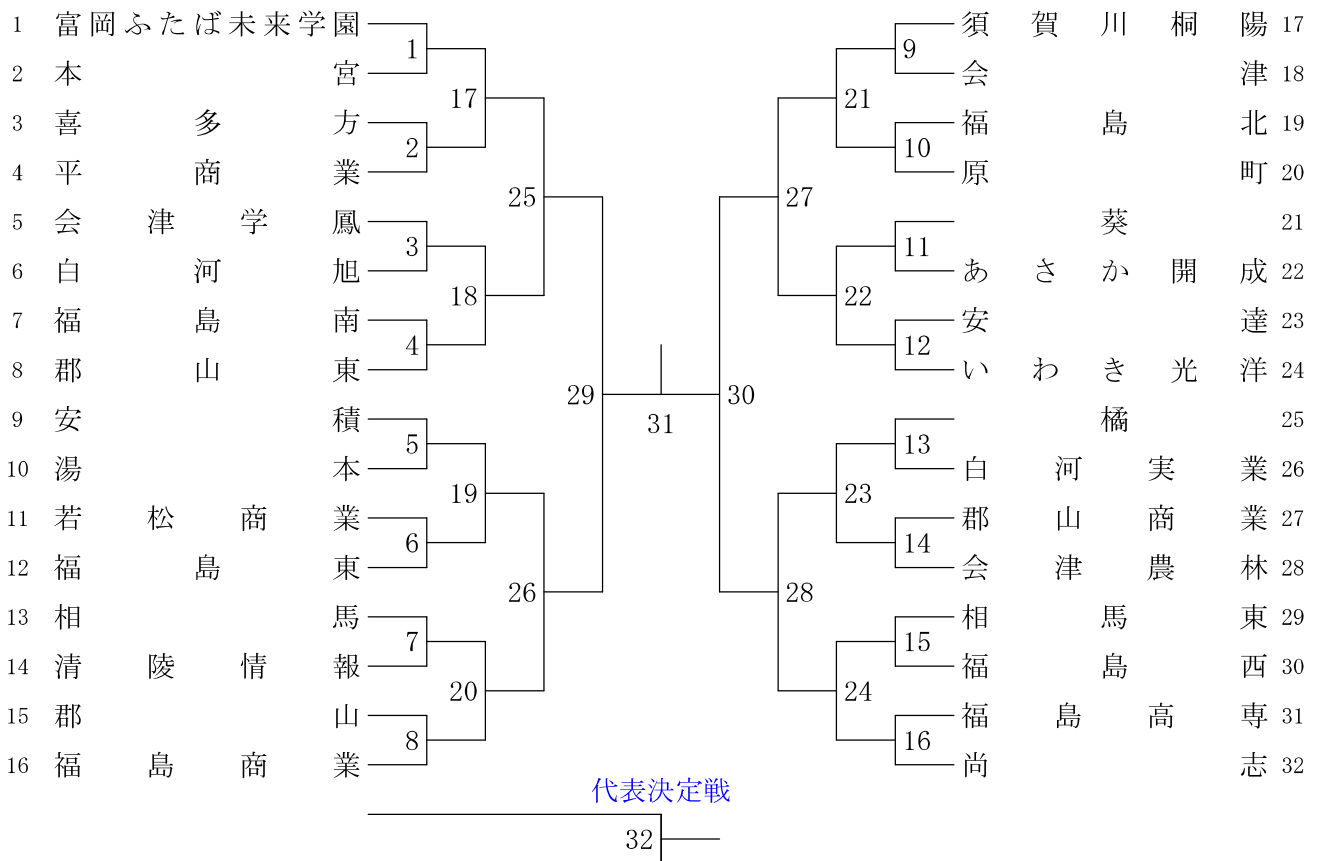 1 富岡ふたば未来学園
2 本宮
3 喜多方
4 平商業
5 会津学鳳
6 白河旭
7 福島南
8 郡山東
9 安積
10 湯本
11 若松商業
12 福島東
13 相馬
14 清陵情報
15 郡山
16 福島商業
1
2
3
4
5
6
7
8
17
18
19
20
25
26
29
31
30
27
28
21
22
23
24
9
10
11
12
13
14
15
16
須賀川桐陽 17
会津 18
福島北 19
原町 20
葵 21
あさか開成 22
安達 23
いわき光洋 24
橘 25
白河実業 26
郡山商業 27
会津農林 28
相馬東 29
福島西 30
福島高専 31
尚志 32
代表決定戦
32